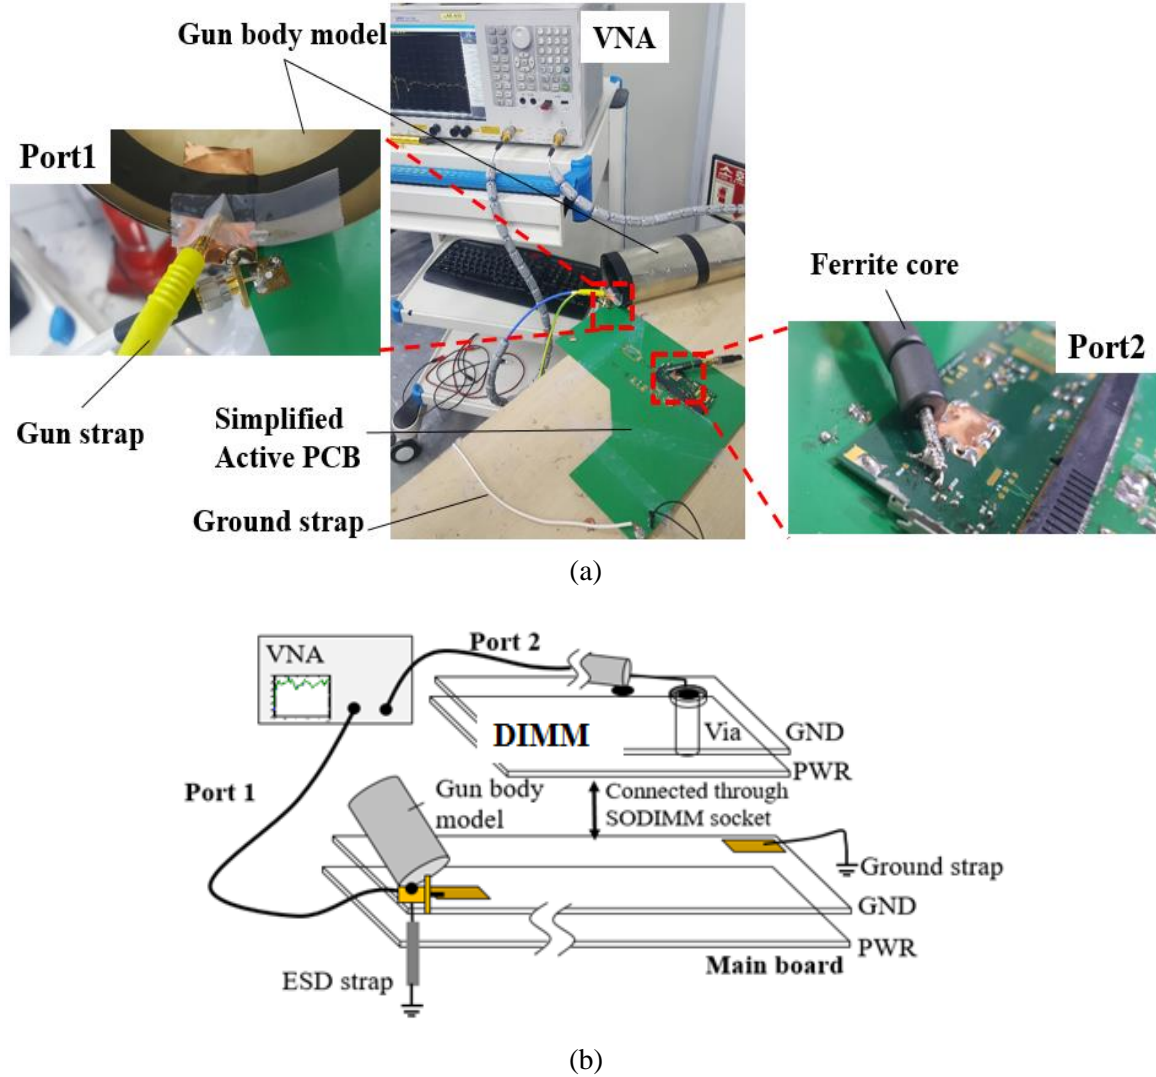 Gun body model
VNA
Port1
Ferrite core
Port2
Gun strap
Simplified
Active PCB
Ground strap
(a)
VNA
Port 2
DIMM
Via
GND
PWR
Port 1
Gun body
model
Connected through
SODIMM socket
Ground strap
GND
PWR
Main board
ESD strap
(b)